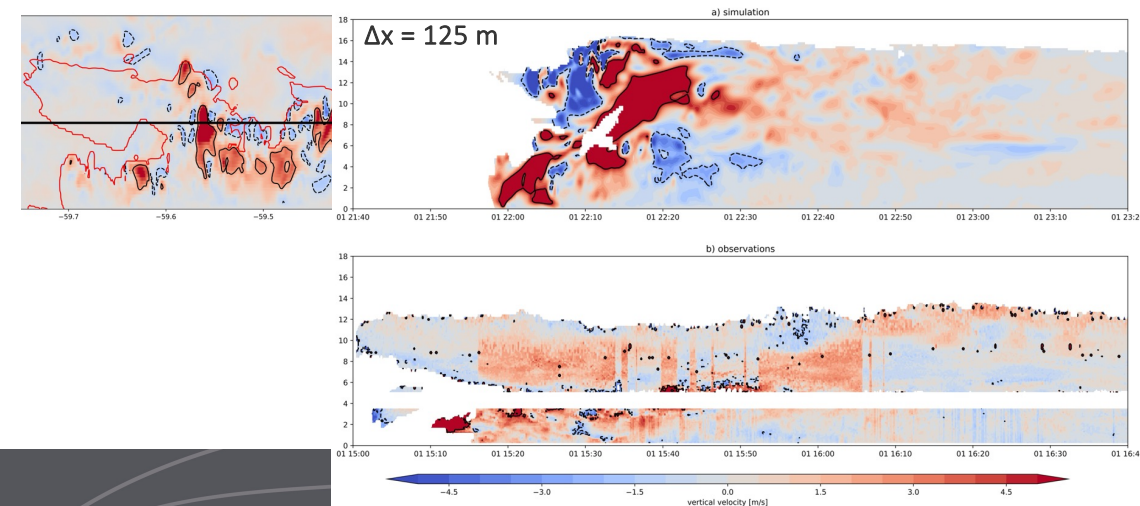 a) simulation
Δx = 125 m
18
16
14
12
10
8
6
4
2
0
01 21:40 01 21:50 01 22:00 01 22:10 01 22:20 01 22:30 01 22:40 01 22:50 01 23:00 01 23:10 01 23:2
−59.7 −59.6 −59.5
b) observations
18
16
14
12
10
8
6
4
2
0
01 15:00 01 15:10 01 15:20 01 15:30 01 15:40 01 15:50 01 16:00 01 16:10 01 16:20 01 16:30 01 16:4
−4.5 −3.0 −1.5 0.0 1.5 3.0 4.5
vertical velocity [m/s]